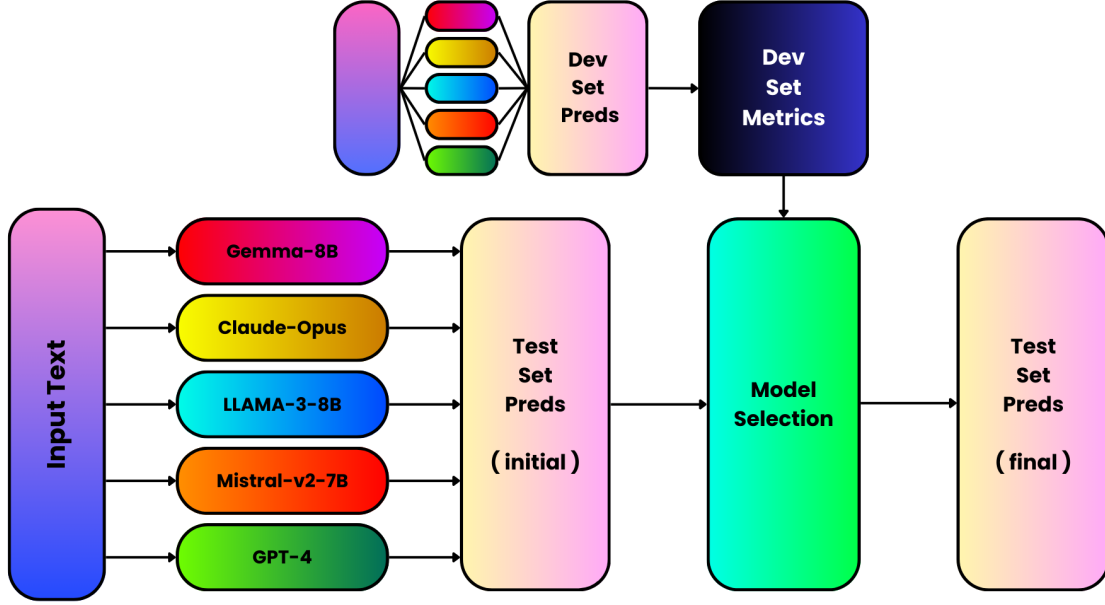 Dev
Set
Preds
Dev
Set
Metrics
Input Text
Gemma-8B
Claude-Opus
LLAMA-3-8B
Mistral-v2-7B
GPT-4
Test
Set
Preds
( initial )
Model
Selection
Test
Set
Preds
( final )